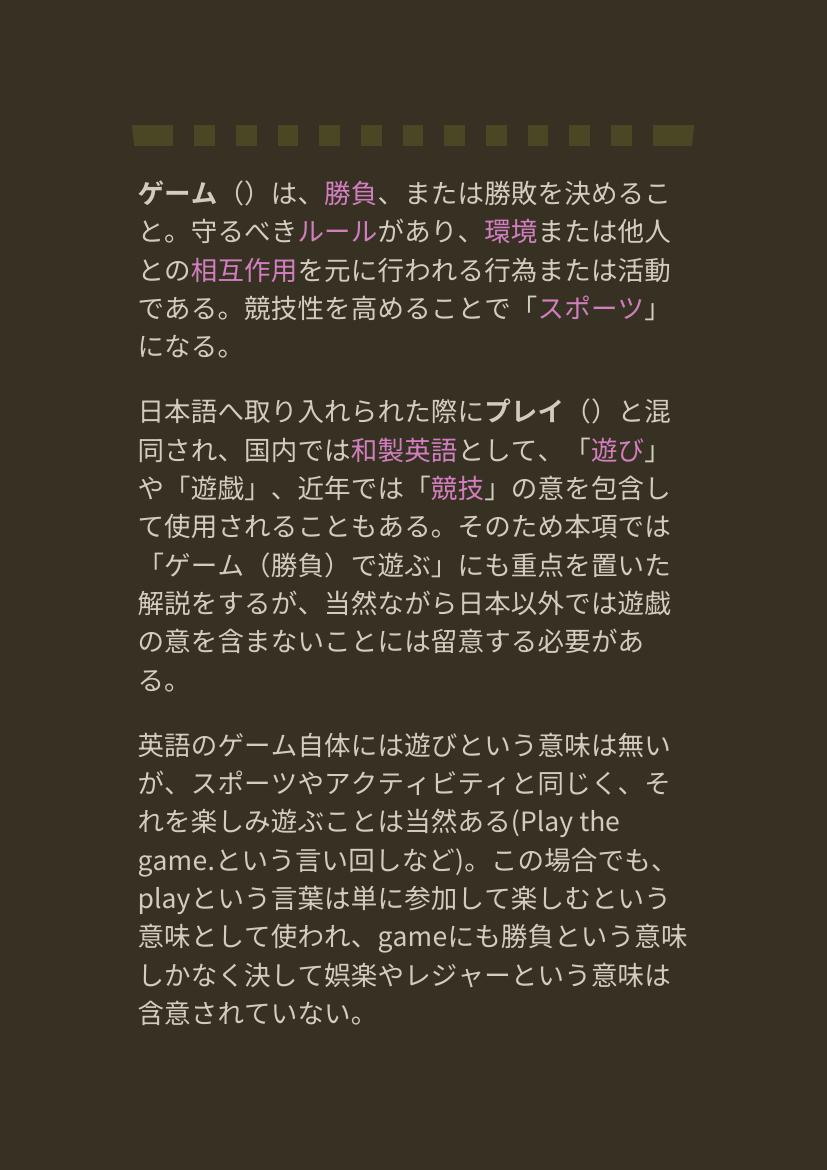 ゲーム（）は、勝負、または勝敗を決めるこ
と。守るべきルールがあり、環境または他人
との相互作用を元に行われる行為または活動
である。競技性を高めることで「スポーツ」
になる。
日本語へ取り入れられた際にプレイ（）と混
同され、国内では和製英語として、「遊び」
や「遊戯」、近年では「競技」の意を包含し
て使用されることもある。そのため本項では
「ゲーム（勝負）で遊ぶ」にも重点を置いた
解説をするが、当然ながら日本以外では遊戯
の意を含まないことには留意する必要があ
る。
英語のゲーム自体には遊びという意味は無い
が、スポーツやアクティビティと同じく、そ
れを楽しみ遊ぶことは当然ある(Play the
game.という言い回しなど)。この場合でも、
playという言葉は単に参加して楽しむという
意味として使われ、gameにも勝負という意味
しかなく決して娯楽やレジャーという意味は
含意されていない。